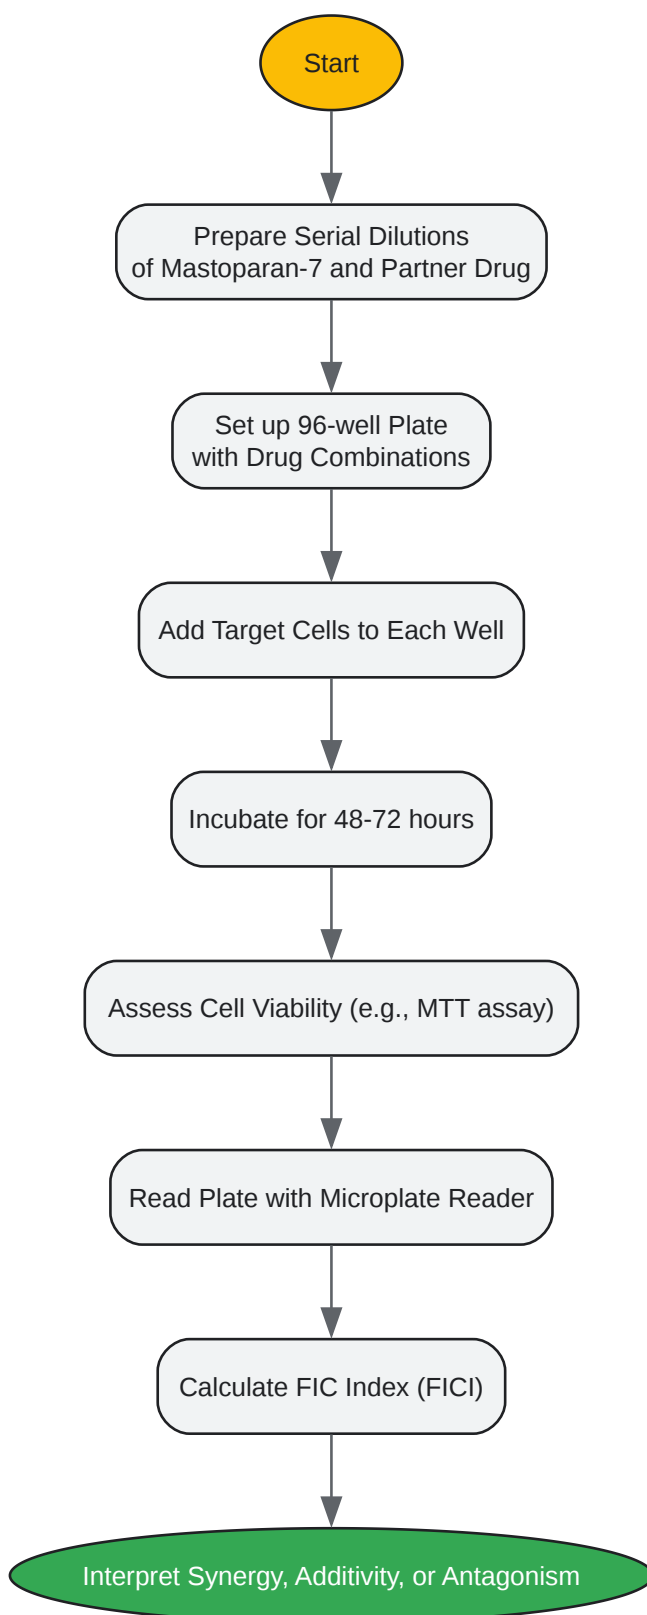 Start
Prepare Serial Dilutions
of Mastoparan-7 and Partner Drug
Set up 96-well Plate
with Drug Combinations
Add Target Cells to Each Well
Incubate for 48-72 hours
Assess Cell Viability (e.g., MTT assay)
Read Plate with Microplate Reader
Calculate FIC Index (FICI)
Interpret Synergy, Additivity, or Antagonism